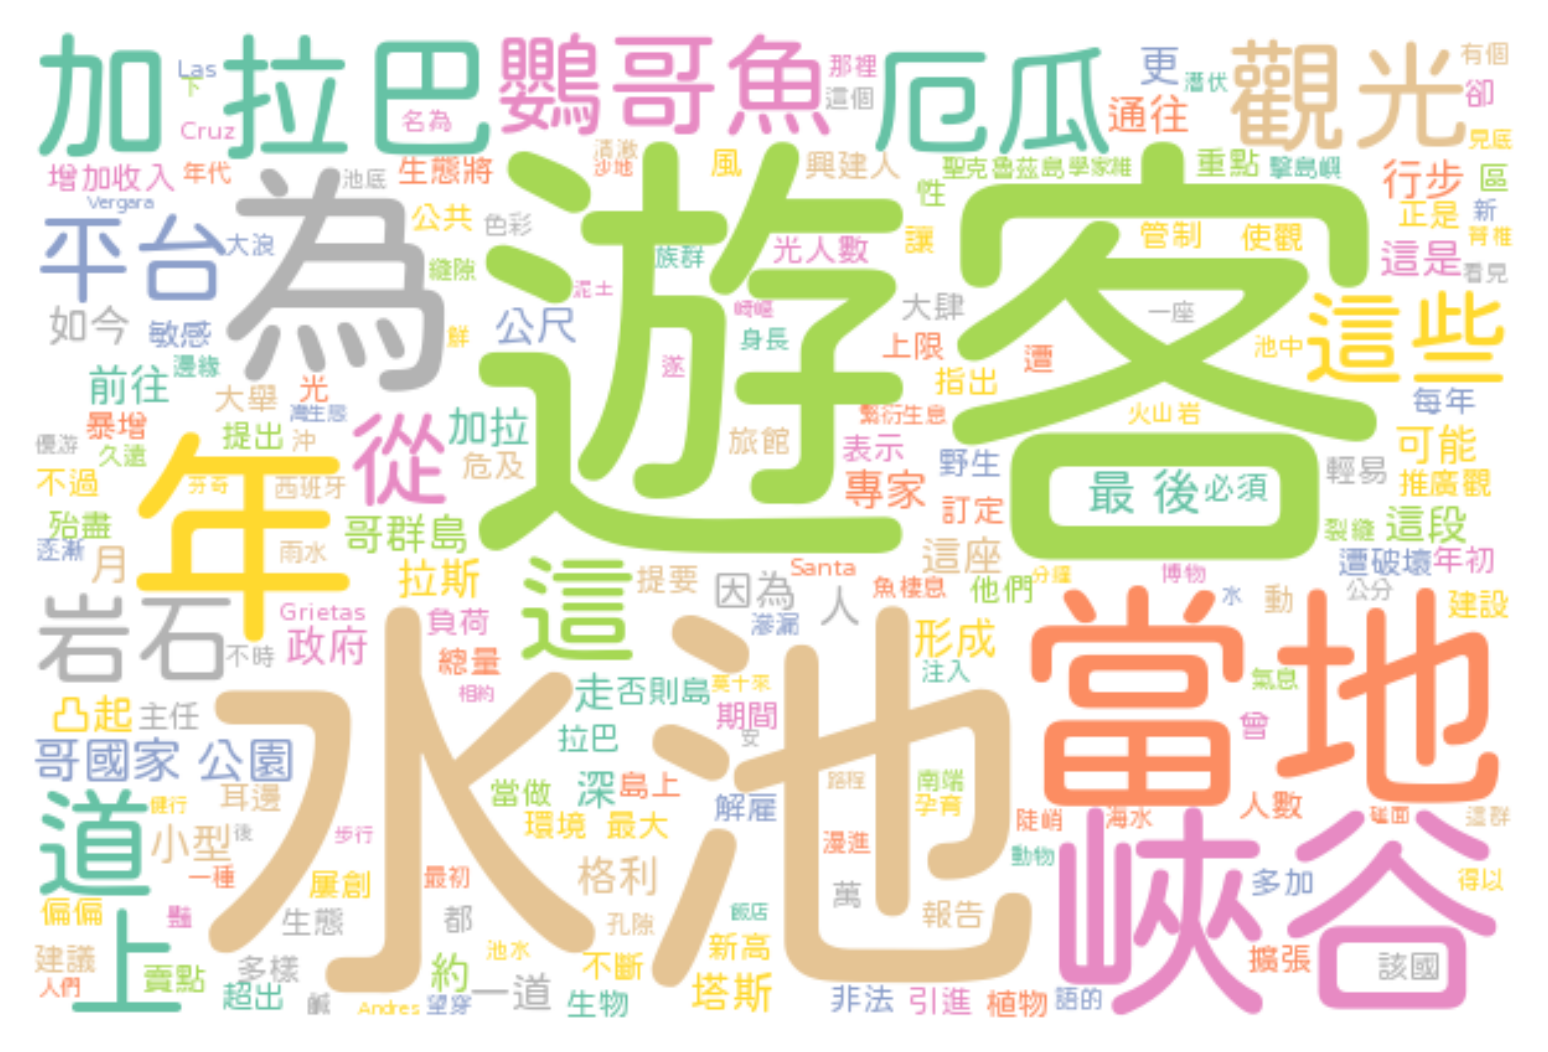 加拉巴
Las
下
Cruz
鸚哥魚
那裡
這個
厄瓜
更
潛伏
通往
觀光
有個
卻
見底
名為
增加收入
年代
Vergara
生態將
池底
清澈
沙地
風
興建人
聖克魯茲島
學家維
重點
擊島嶼
行步
區
正是
新
脊椎
平台
大浪
為
公共
色彩
縫隙
族群
泥土
遊客
光人數
性
讓
管制
使觀
這是
看見
如今
敏感
邊緣
鮮
公尺
崎嶇
身長
遂
大肆
上限
指出
遭
一座
池中
這些
前往
大舉
光
灣生態
沖
暴增
提出
久遠
優游
不過
芬奇
西班牙
從
加拉
危及
旅館
繁衍生息
表示
專家
野生
訂定
火山岩
最後
必須
每年
可能
輕易
推廣觀
殆盡
逐漸
月
年
雨水
哥群島
拉斯
這
提要
因為
Santa
人
魚棲息
這座
他們
分鐘
博物
水
動
裂縫
這段
遭破壞
年初
公分
建設
岩石
Grietas
不時
政府
負荷
總量
相約
滲漏
形成
注入
當地
氣息
曾
凸起
主任
走
否則島
莫十來
期間
安
拉巴
哥國家
公園
水池
當做
深
島上
解雇
路程
南端
孕育
道
健行
耳邊
小型
後
步行
環境
最大
漫進
陡峭
海水
人數
碰面
這群
動物
峽谷
一種
屢創
最初
格利
萬
多加
得以
偏偏
豔
生態
都
孔隙
飯店
報告
上
建議
人們
賣點
多樣
超出
鹹
池水
約
Andres
望穿
一道
不斷
生物
新高
塔斯
非法
引進
植物
語的
擴張
該國